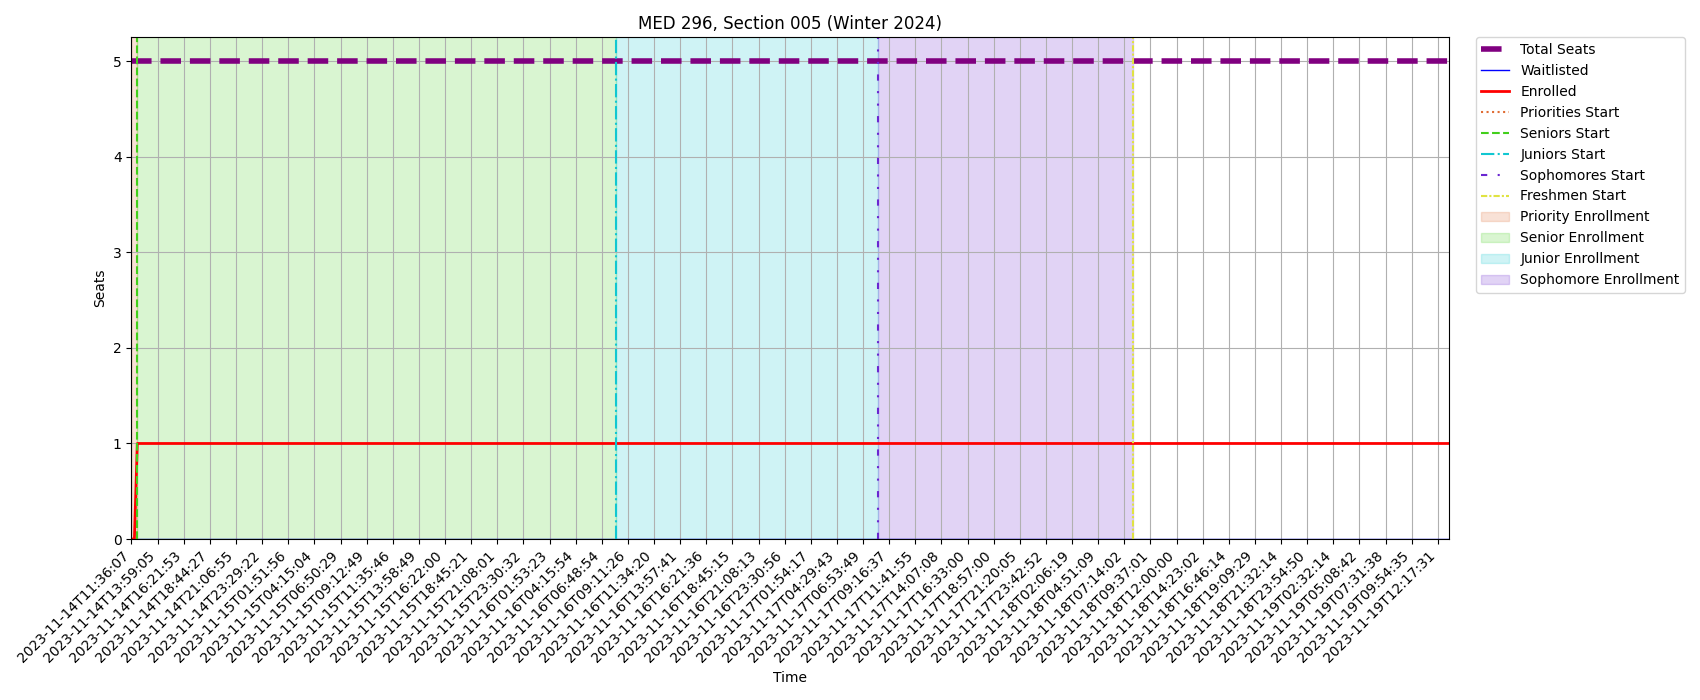 MED 296, Section 005 (Winter 2024)
Total Seats
Waitlisted
Enrolled
Priorities Start
Seniors Start
Juniors Start
Sophomores Start
Freshmen Start
Priority Enrollment
Senior Enrollment
Junior Enrollment
Sophomore Enrollment
Seats
5
4
3
2
1
0
2023-11-14T11:36:07
2023-11-14T13:59:05
2023-11-14T16:21:53
2023-11-14T18:44:27
2023-11-14T21:06:55
2023-11-14T23:29:22
2023-11-15T01:51:56
2023-11-15T04:15:04
2023-11-15T06:50:29
2023-11-15T09:12:49
2023-11-15T11:35:46
2023-11-15T13:58:49
2023-11-15T16:22:00
2023-11-15T18:45:21
2023-11-15T21:08:01
2023-11-15T23:30:32
2023-11-16T01:53:23
2023-11-16T04:15:54
2023-11-16T06:48:54
2023-11-16T09:11:26
2023-11-16T11:34:20
2023-11-16T13:57:41
2023-11-16T16:21:36
2023-11-16T18:45:15
2023-11-16T21:08:13
2023-11-16T23:30:56
2023-11-17T01:54:17
2023-11-17T04:29:43
2023-11-17T06:53:49
2023-11-17T09:16:37
2023-11-17T11:41:55
2023-11-17T14:07:08
2023-11-17T16:33:00
2023-11-17T18:57:00
2023-11-17T21:20:05
2023-11-17T23:42:52
2023-11-18T02:06:19
2023-11-18T04:51:09
2023-11-18T07:14:02
2023-11-18T09:37:01
2023-11-18T12:00:00
2023-11-18T14:23:02
2023-11-18T16:46:14
2023-11-18T19:09:29
2023-11-18T21:32:14
2023-11-18T23:54:50
2023-11-19T02:32:14
2023-11-19T05:08:42
2023-11-19T07:31:38
2023-11-19T09:54:35
2023-11-19T12:17:31
Time